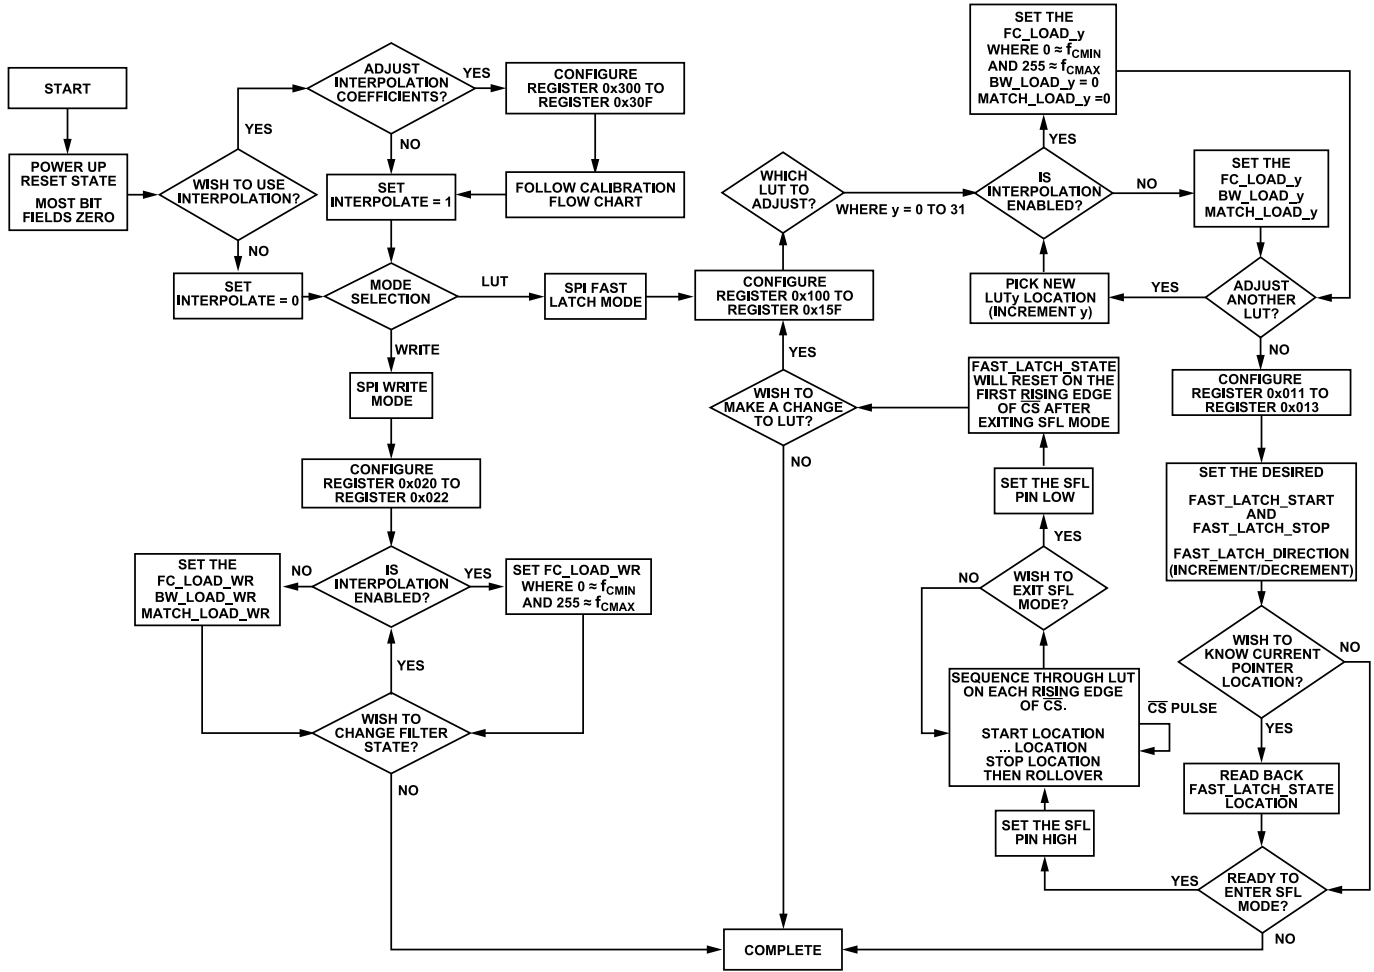 START
POWER UP
RESET STATE
MOST BIT
FIELDS ZERO
WISH TO USE
INTERPOLATION?
YES
NO
ADJUST
INTERPOLATION
COEFFICIENTS?
YES
NO
CONFIGURE
REGISTER 0x300 TO
REGISTER 0x30F
FOLLOW CALIBRATION
FLOW CHART
SET
INTERPOLATE = 1
SET
INTERPOLATE = 0
MODE
SELECTION
LUT
WRITE
SPI FAST
LATCH MODE
SPI WRITE
MODE
CONFIGURE
REGISTER 0x020 TO
REGISTER 0x022
IS
INTERPOLATION
ENABLED?
NO
YES
SET THE
FC_LOAD_WR
BW_LOAD_WR
MATCH_LOAD_WR
SET FC_LOAD_WR
WHERE 0 ≈ fCMIN
AND 255 ≈ fCMAX
YES
WISH TO
CHANGE FILTER
STATE?
NO
CONFIGURE
REGISTER 0x100 TO
REGISTER 0x15F
WHICH
LUT TO
ADJUST?
WHERE y = 0 TO 31
IS
INTERPOLATION
ENABLED?
YES
NO
SET THE
FC_LOAD_y
WHERE 0 ≈ fCMIN
AND 255 ≈ fCMAX
BW_LOAD_y = 0
MATCH_LOAD_y =0
SET THE
FC_LOAD_y
BW_LOAD_y
MATCH_LOAD_y
ADJUST
ANOTHER
LUT?
YES
NO
PICK NEW
LUTy LOCATION
(INCREMENT y)
CONFIGURE
REGISTER 0x011 TO
REGISTER 0x013
SET THE DESIRED
FAST_LATCH_START
AND
FAST_LATCH_STOP
FAST_LATCH_DIRECTION
(INCREMENT/DECREMENT)
WISH TO
KNOW CURRENT
POINTER
LOCATION?
NO
YES
READ BACK
FAST_LATCH_STATE
LOCATION
READY TO
ENTER SFL
MODE?
YES
NO
SET THE SFL
PIN HIGH
SEQUENCE THROUGH LUT
ON EACH RISING EDGE
OF CS.
START LOCATION
... LOCATION
STOP LOCATION
THEN ROLLOVER
CS PULSE
WISH TO
EXIT SFL
MODE?
NO
YES
SET THE SFL
PIN LOW
FAST_LATCH_STATE
WILL RESET ON THE
FIRST RISING EDGE
OF CS AFTER
EXITING SFL MODE
WISH TO
MAKE A CHANGE
TO LUT?
YES
NO
COMPLETE